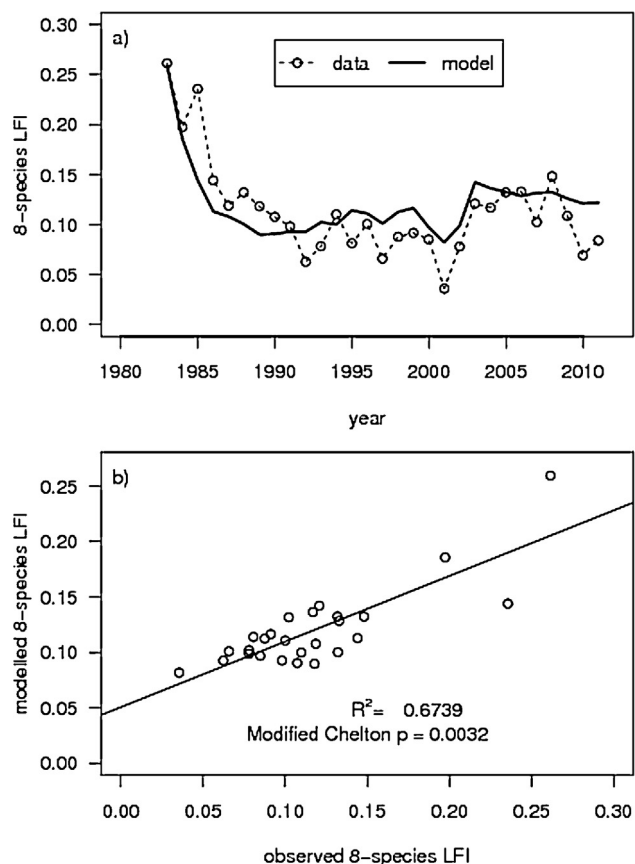 a)
data
model
8-species LFI
0.30
0.25
0.20
0.15
0.10
0.05
0.00
1980
1985
1990
1995
2000
2005
2010
year
b)
modelled 8-species LFI
0.25
0.20
0.15
0.10
0.05
0.00
R²= 0.6739
Modified Chelton p = 0.0032
0.00
0.05
0.10
0.15
0.20
0.25
0.30
observed 8-species LFI